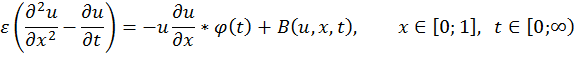 ε(∂²u/∂x² − ∂u/∂t) = −u ∂u/∂x * φ(t) + B(u, x, t), x ∈ [0; 1], t ∈ [0;∞)